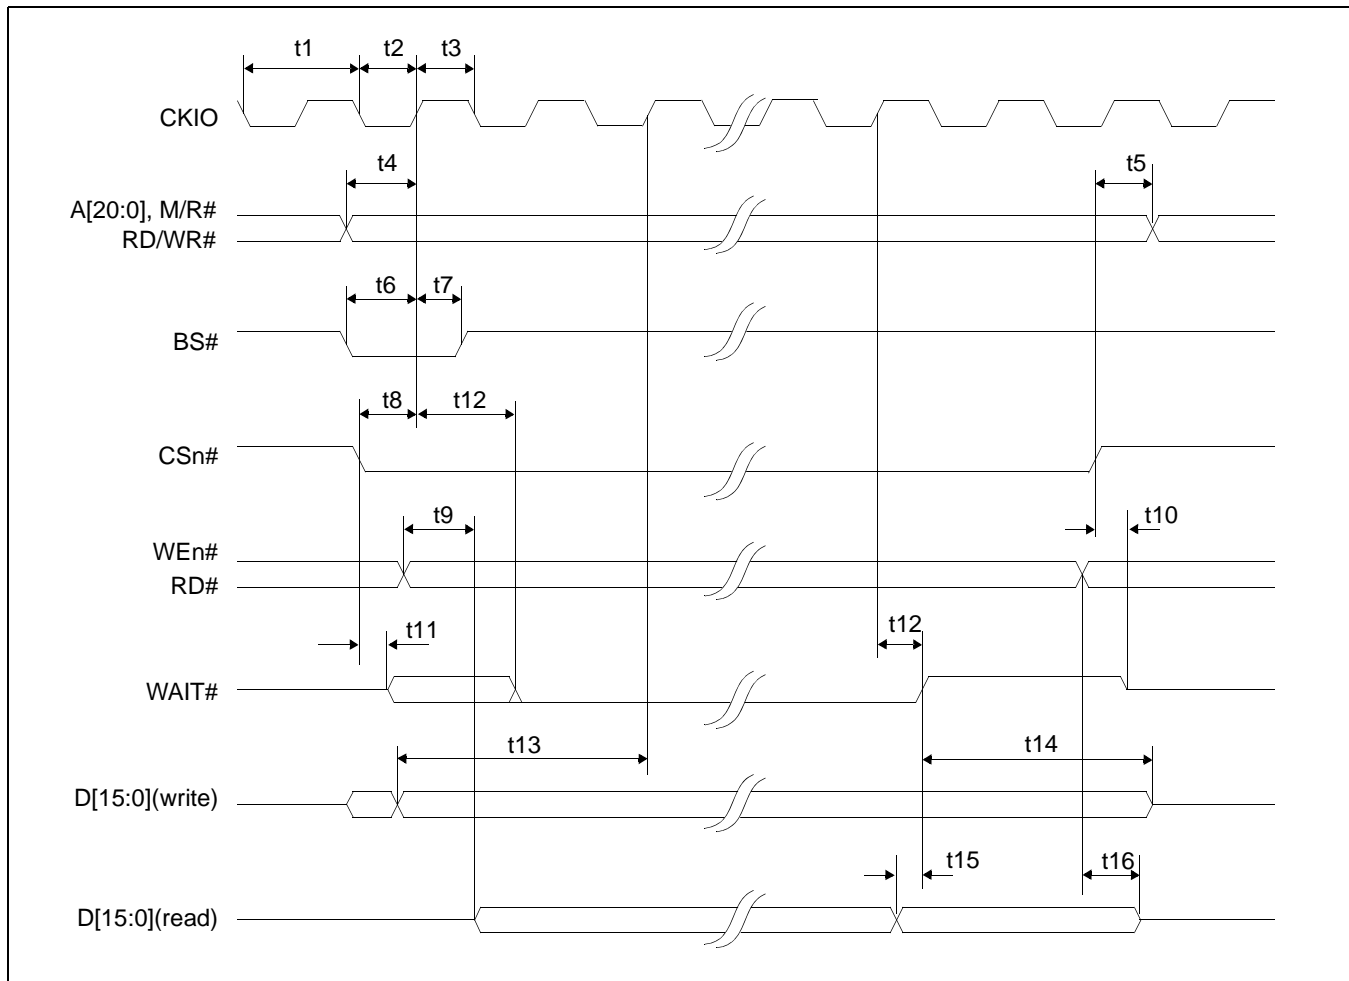 t1 t2 t3
CKIO
t4 t5
A[20:0], M/R#
RD/WR#
t6 t7
BS#
t8 t12
CSn#
t9 t10
WEn#
RD#
t11 t12
WAIT#
t13 t14
D[15:0](write)
t15 t16
D[15:0](read)